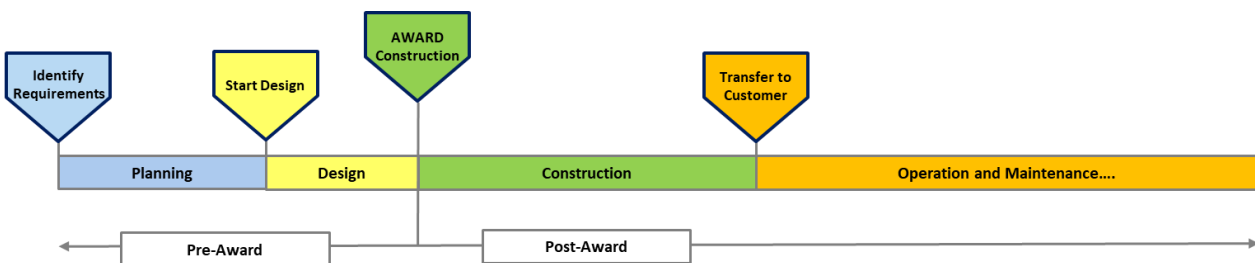 Identify
Requirements
Start Design
AWARD
Construction
Transfer to
Customer
Planning
Design
Construction
Operation and Maintenance....
Pre-Award
Post-Award